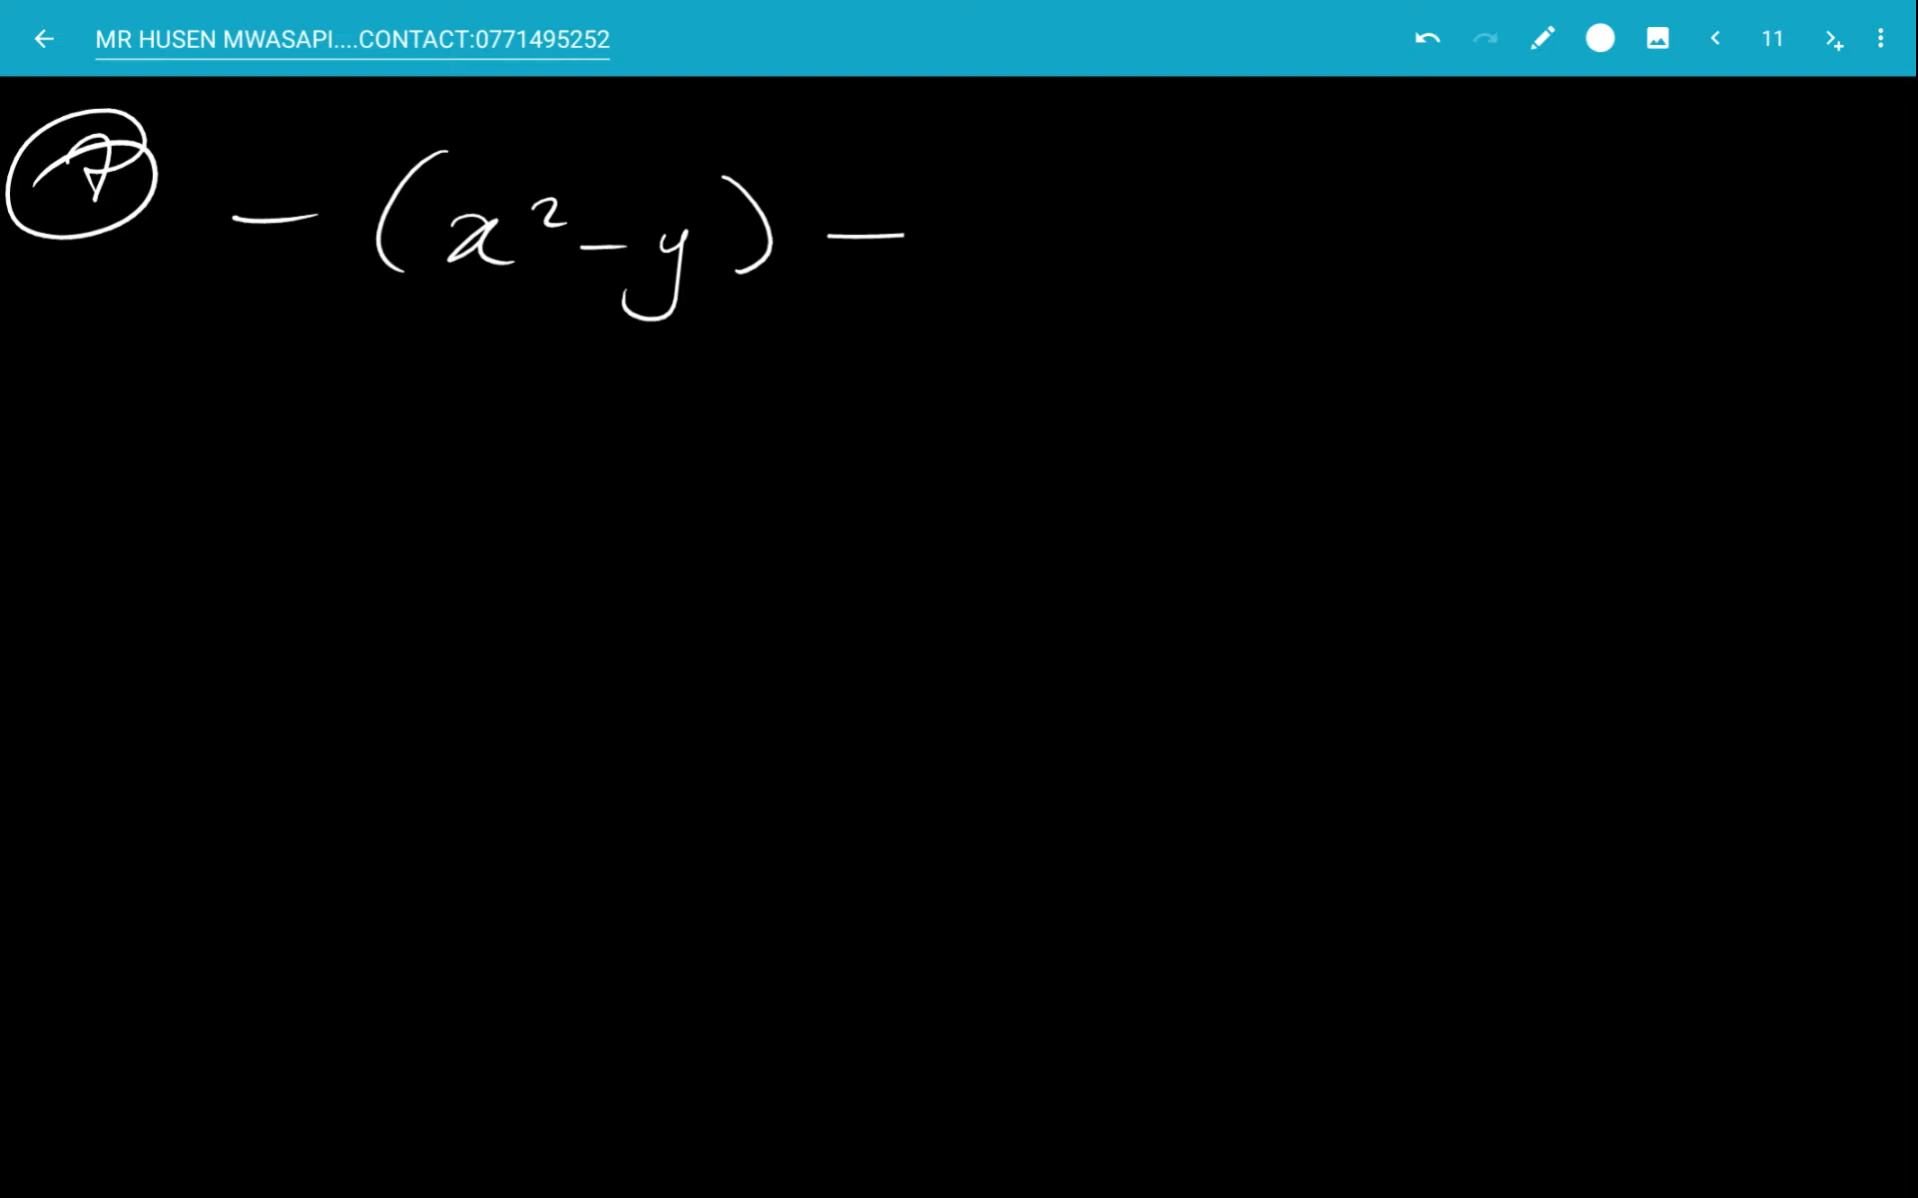 MR HUSEN MWASAPI....CONTACT:0771495252
11
- (x² - y) -